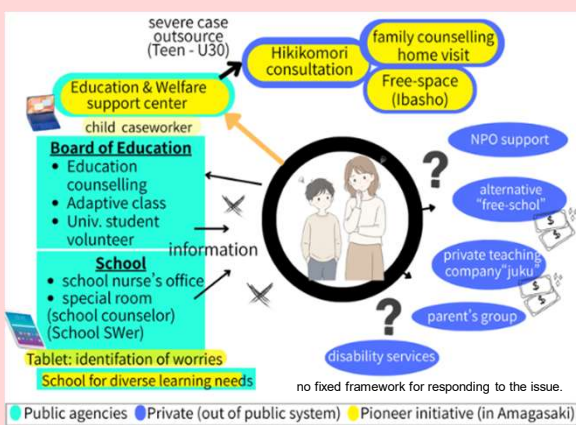 severe case
outsource
(Teen - U30)
Hikikomori
consultation
family counselling
home visit
Free-space
(Ibasho)
Education & Welfare
support center
child caseworker
Board of Education
• Education
counselling
• Adaptive class
• Univ. student
volunteer
information
School
• school nurse's office
• special room
(school counselor)
(School SWer)
Tablet: identifation of worries
School for diverse learning needs
?
NPO support
alternative
"free-schol"
$
$
private teaching
company"juku"
$
$
parent's group
?
disability services
no fixed framework for responding to the issue.
Public agencies
Private (out of public system)
Pioneer initiative (in Amagasaki)